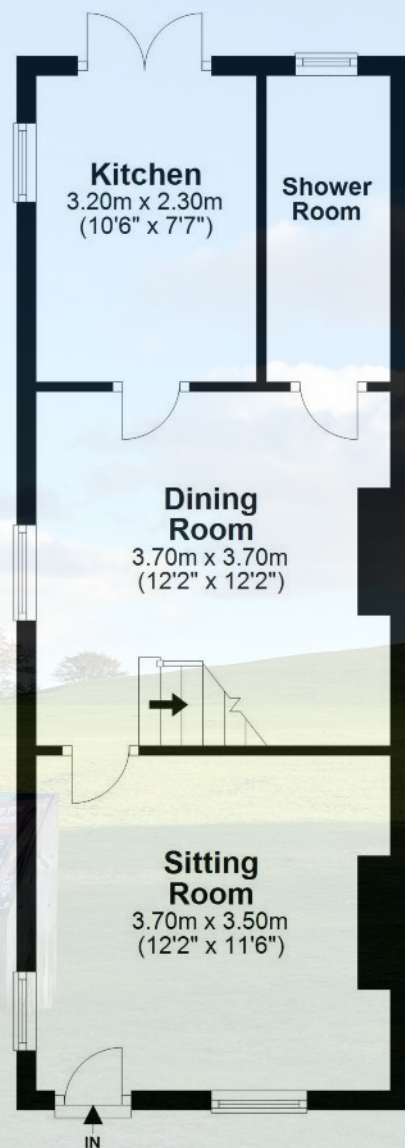 Kitchen
3.20m x 2.30m
(10'6" x 7'7")
Shower
Room
Dining
Room
3.70m x 3.70m
(12'2" x 12'2")
Sitting
Room
3.70m x 3.50m
(12'2" x 11'6")
IN